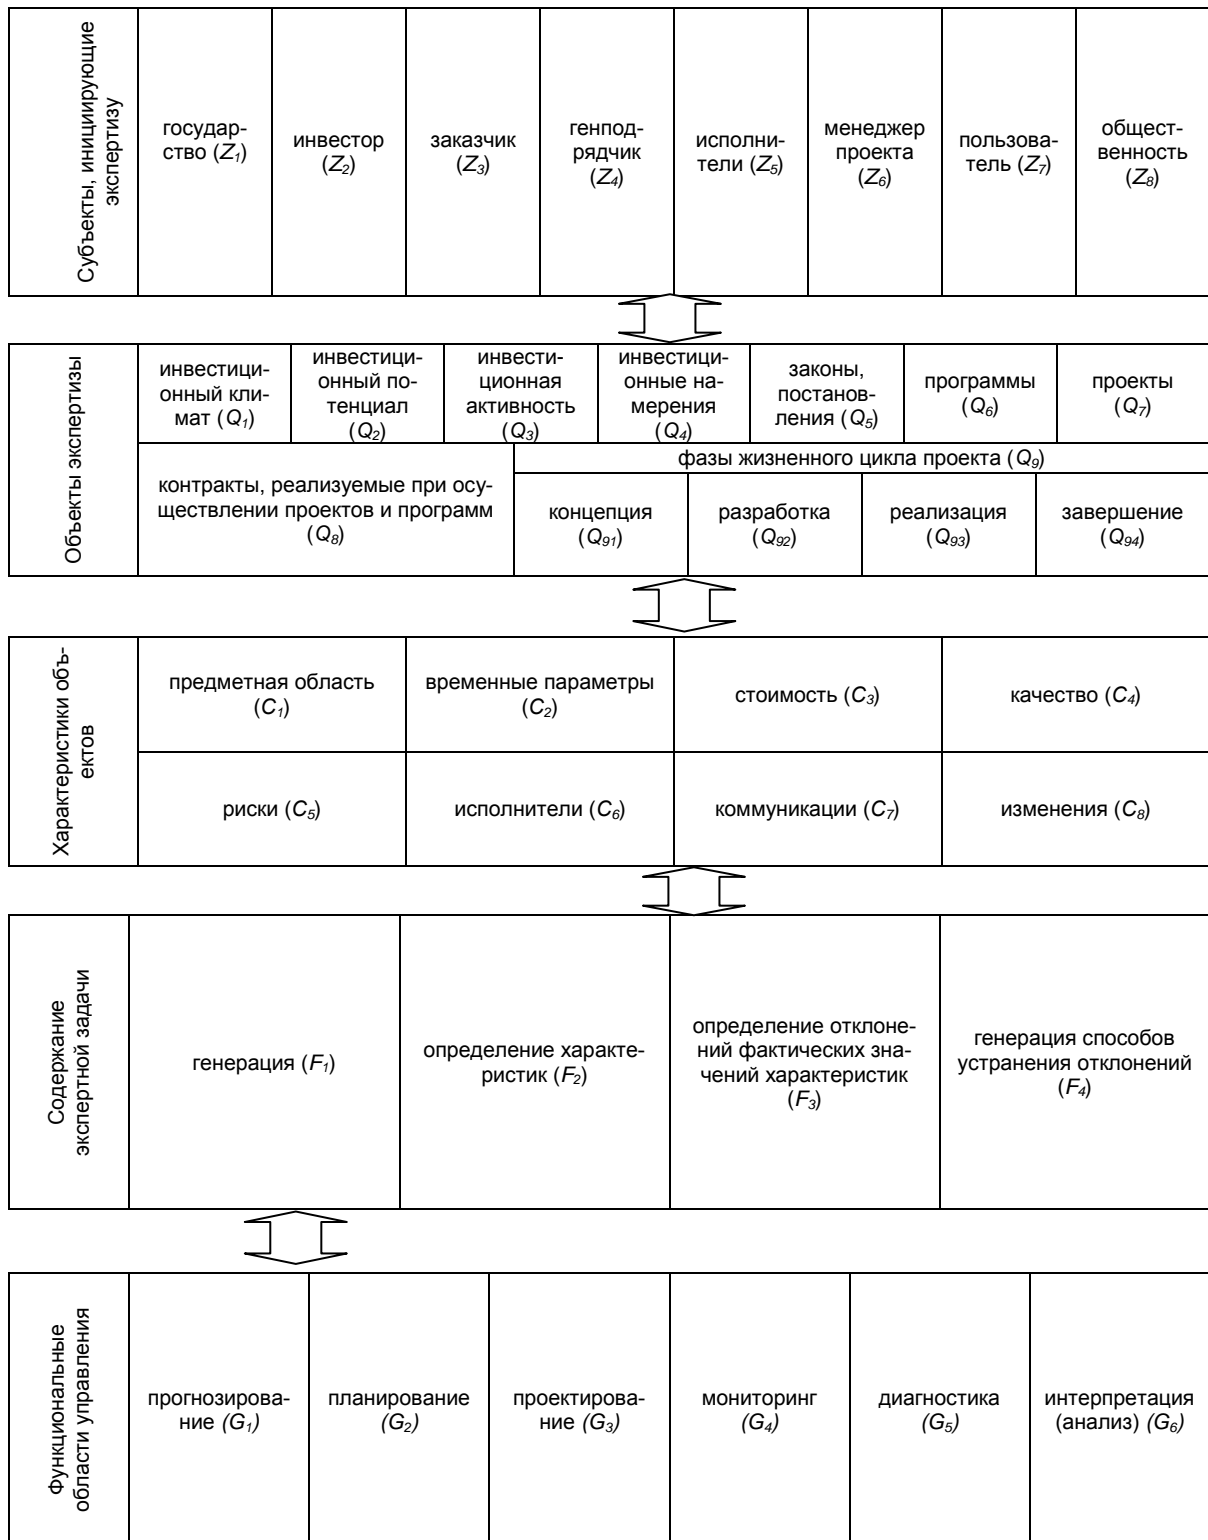 Субъекты, инициирующие
экспертизу
государ-
ство (Z₁)
инвестор
(Z₂)
заказчик
(Z₃)
генпод-
рядчик
(Z₄)
исполни-
тели (Z₅)
менеджер
проекта
(Z₆)
пользова-
тель (Z₇)
общест-
венность
(Z₈)
Объекты экспертизы
инвестици-
онный кли-
мат (Q₁)
инвестици-
онный по-
тенциал
(Q₂)
инвести-
ционная
активность
(Q₃)
инвестици-
онные на-
мерения
(Q₄)
законы,
постанов-
ления (Q₅)
программы
(Q₆)
проекты
(Q₇)
контракты, реализуемые при осу-
ществлении проектов и программ
(Q₈)
фазы жизненного цикла проекта (Q₉)
концепция
(Q₉₁)
разработка
(Q₉₂)
реализация
(Q₉₃)
завершение
(Q₉₄)
Характеристики объ-
ектов
предметная область
(C₁)
временные параметры
(C₂)
стоимость (C₃)
качество (C₄)
риски (C₅)
исполнители (C₆)
коммуникации (C₇)
изменения (C₈)
Содержание
экспертной задачи
генерация (F₁)
определение характе-
ристик (F₂)
определение отклоне-
ний фактических зна-
чений характеристик
(F₃)
генерация способов
устранения отклонений
(F₄)
Функциональные
области управления
прогнозирова-
ние (G₁)
планирование
(G₂)
проектирова-
ние (G₃)
мониторинг
(G₄)
диагностика
(G₅)
интерпретация
(анализ) (G₆)